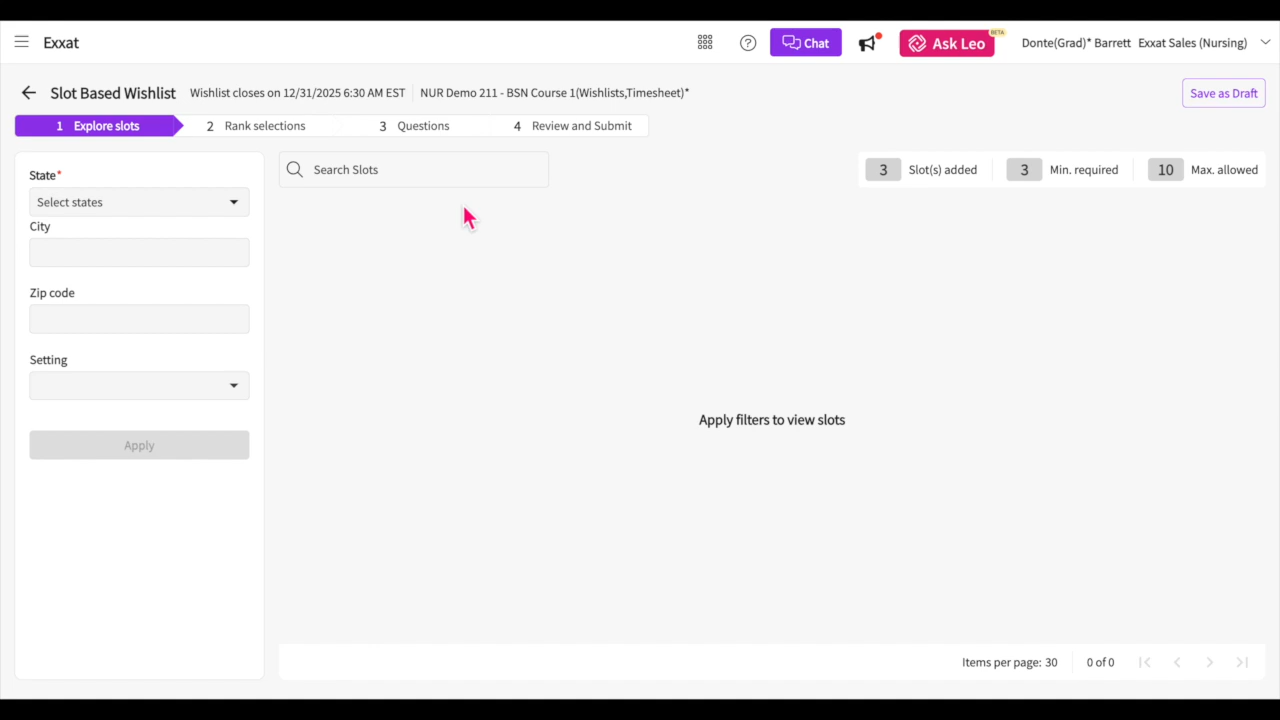 Exxat
Chat
Ask Leo
BETA
Donte(Grad)* Barrett Exxat Sales (Nursing)
Slot Based Wishlist
Wishlist closes on 12/31/2025 6:30 AM EST
NUR Demo 211 - BSN Course 1(Wishlists,Timesheet)*
Save as Draft
1 Explore slots
2 Rank selections
3 Questions
4 Review and Submit
State*
Select states
City
Zip code
Setting
Apply
Search Slots
3 Slot(s) added
3 Min. required
10 Max. allowed
Apply filters to view slots
Items per page: 30
0 of 0